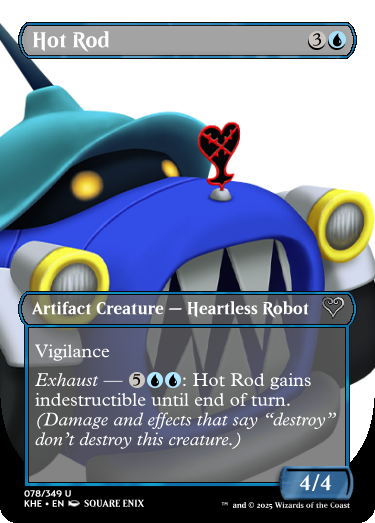 Hot Rod 3
Artifact Creature — Heartless Robot
Vigilance
Exhaust — 5: Hot Rod gains
indestructible until end of turn.
(Damage and effects that say “destroy”
don’t destroy this creature.)
4/4
078/349 U
KHE • EN SQUARE ENIX
™ and © 2025 Wizards of the Coast